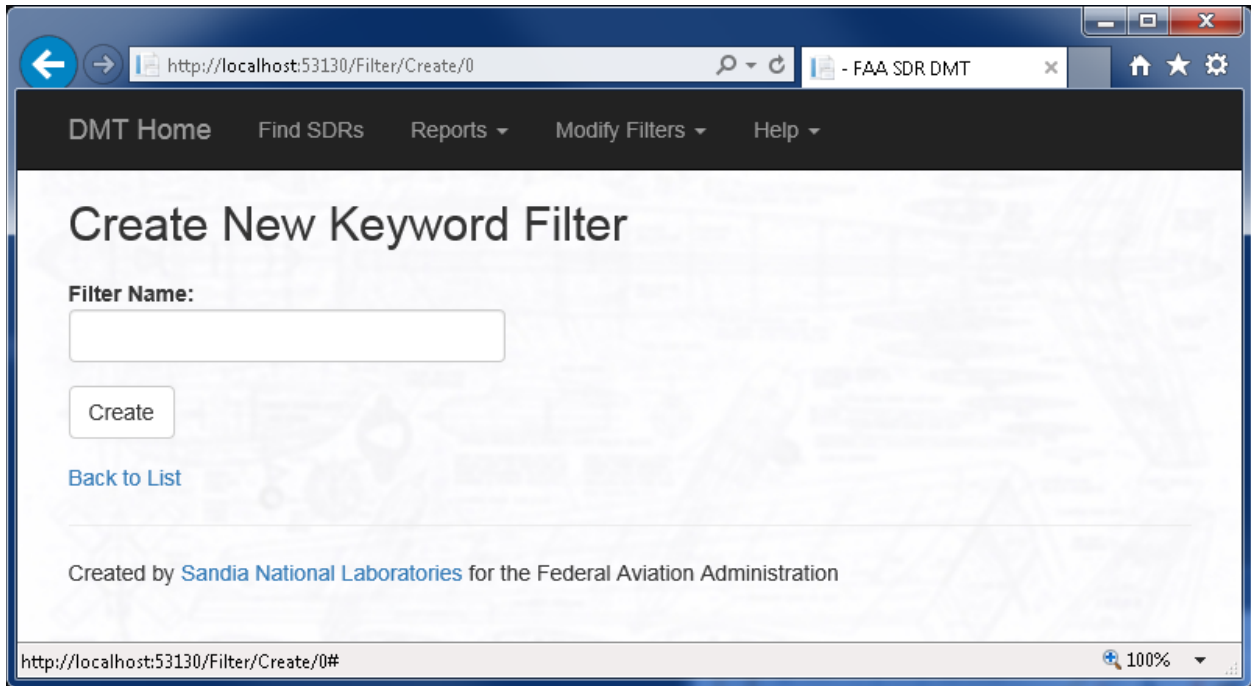 http://localhost:53130/Filter/Create/0
- FAA SDR DMT
DMT Home Find SDRs Reports Modify Filters Help
Create New Keyword Filter
Filter Name:
Create
Back to List
Created by Sandia National Laboratories for the Federal Aviation Administration
http://localhost:53130/Filter/Create/0# 100%